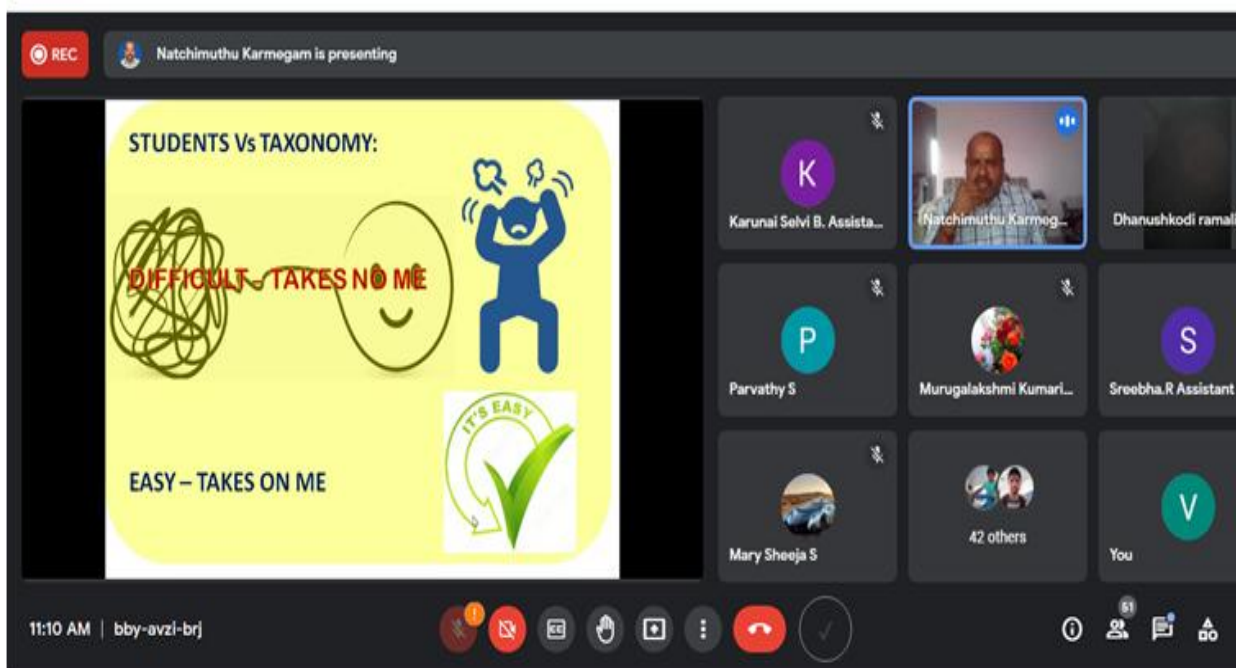 REC
Natchimuthu Karmegam is presenting
STUDENTS Vs TAXONOMY:
DIFFICULT - TAKES NO ME
IT'S EASY
EASY – TAKES ON ME
K
Karunai Selvi B. Assista...
Natchimuthu Karmeg...
Dhanushkodi ramali
P
Parvathy S
Murugalakshmi Kumari...
S
Sreebha.R Assistant
Mary Sheeja S
42 others
V
You
11:10 AM | bby-avzi-brj
CC
51